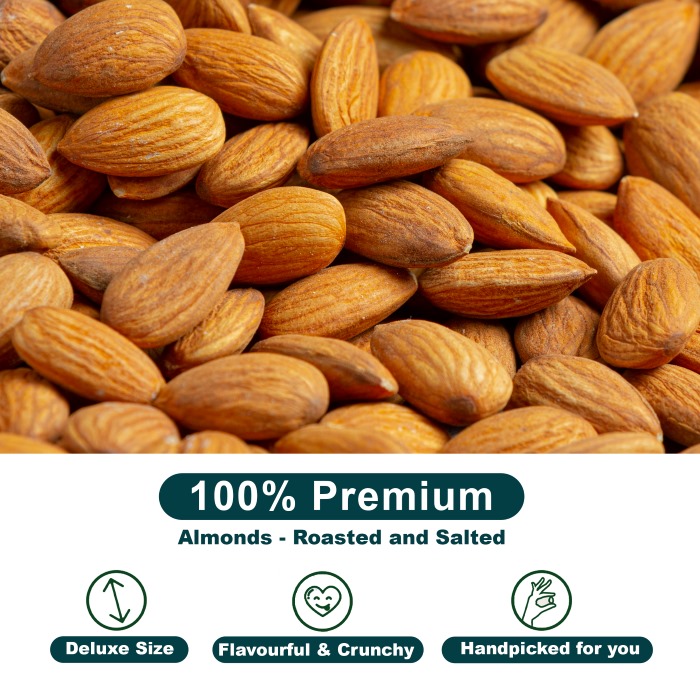 100% Premium
Almonds - Roasted and Salted
Deluxe Size
Flavourful & Crunchy
Handpicked for you